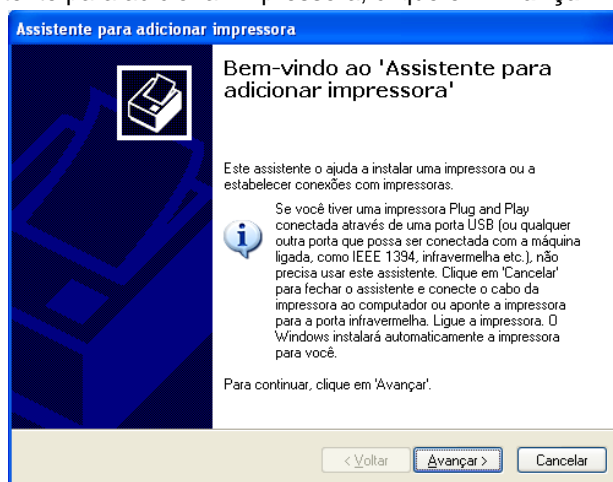 Assistente para adicionar impressora
Bem-vindo ao 'Assistente para
adicionar impressora'
Este assistente o ajuda a instalar uma impressora ou a
estabelecer conexões com impressoras.
Se você tiver uma impressora Plug and Play
conectada através de uma porta USB (ou qualquer
outra porta que possa ser conectada com a máquina
ligada, como IEEE 1394, infravermelha etc.), não
precisa usar este assistente. Clique em 'Cancelar'
para fechar o assistente e conecte o cabo da
impressora ao computador ou aponte a impressora
para a porta infravermelha. Ligue a impressora. O
Windows instalará automaticamente a impressora
para você.
Para continuar, clique em 'Avançar'.
< Voltar
Avançar >
Cancelar